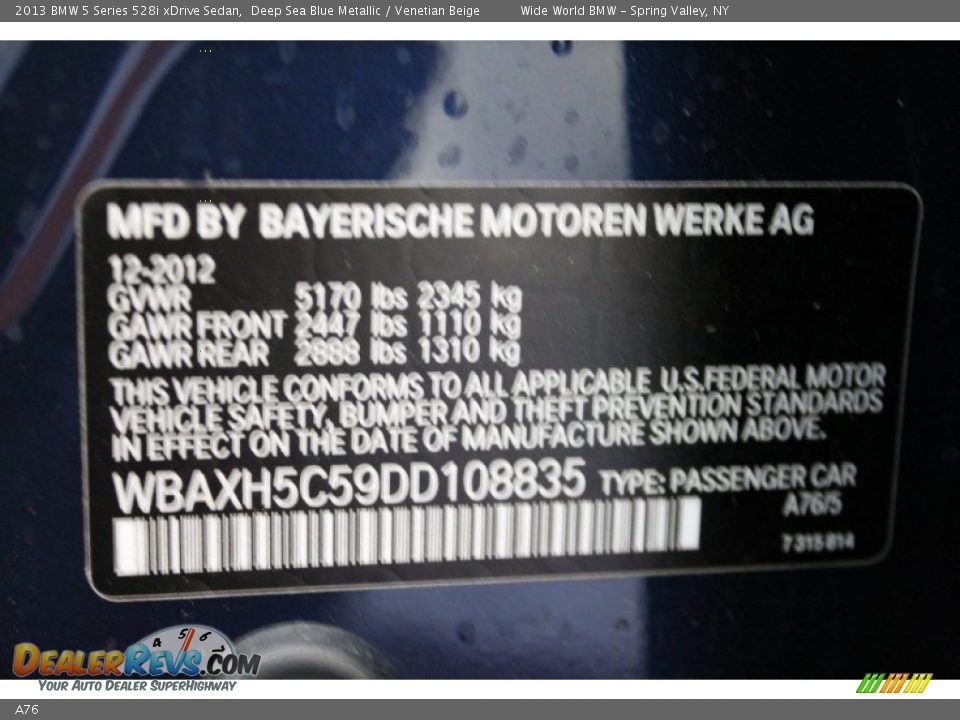 2013 BMW 5 Series 528i xDrive Sedan, Deep Sea Blue Metallic / Venetian Beige Wide World BMW – Spring Valley, NY
MFD BY BAYERISCHE MOTOREN WERKE AG
12-2012
GVWR 5170 lbs 2345 kg
GAWR FRONT 2447 lbs 1110 kg
GAWR REAR 2888 lbs 1310 kg
THIS VEHICLE CONFORMS TO ALL APPLICABLE U.S.FEDERAL MOTOR
VEHICLE SAFETY, BUMPER AND THEFT PREVENTION STANDARDS
IN EFFECT ON THE DATE OF MANUFACTURE SHOWN ABOVE.
WBAXH5C59DD108835 TYPE: PASSENGER CAR
A76/5
7 315 814
4 5 6
DEALERREVS.COM
YOUR AUTO DEALER SUPERHIGHWAY
A76